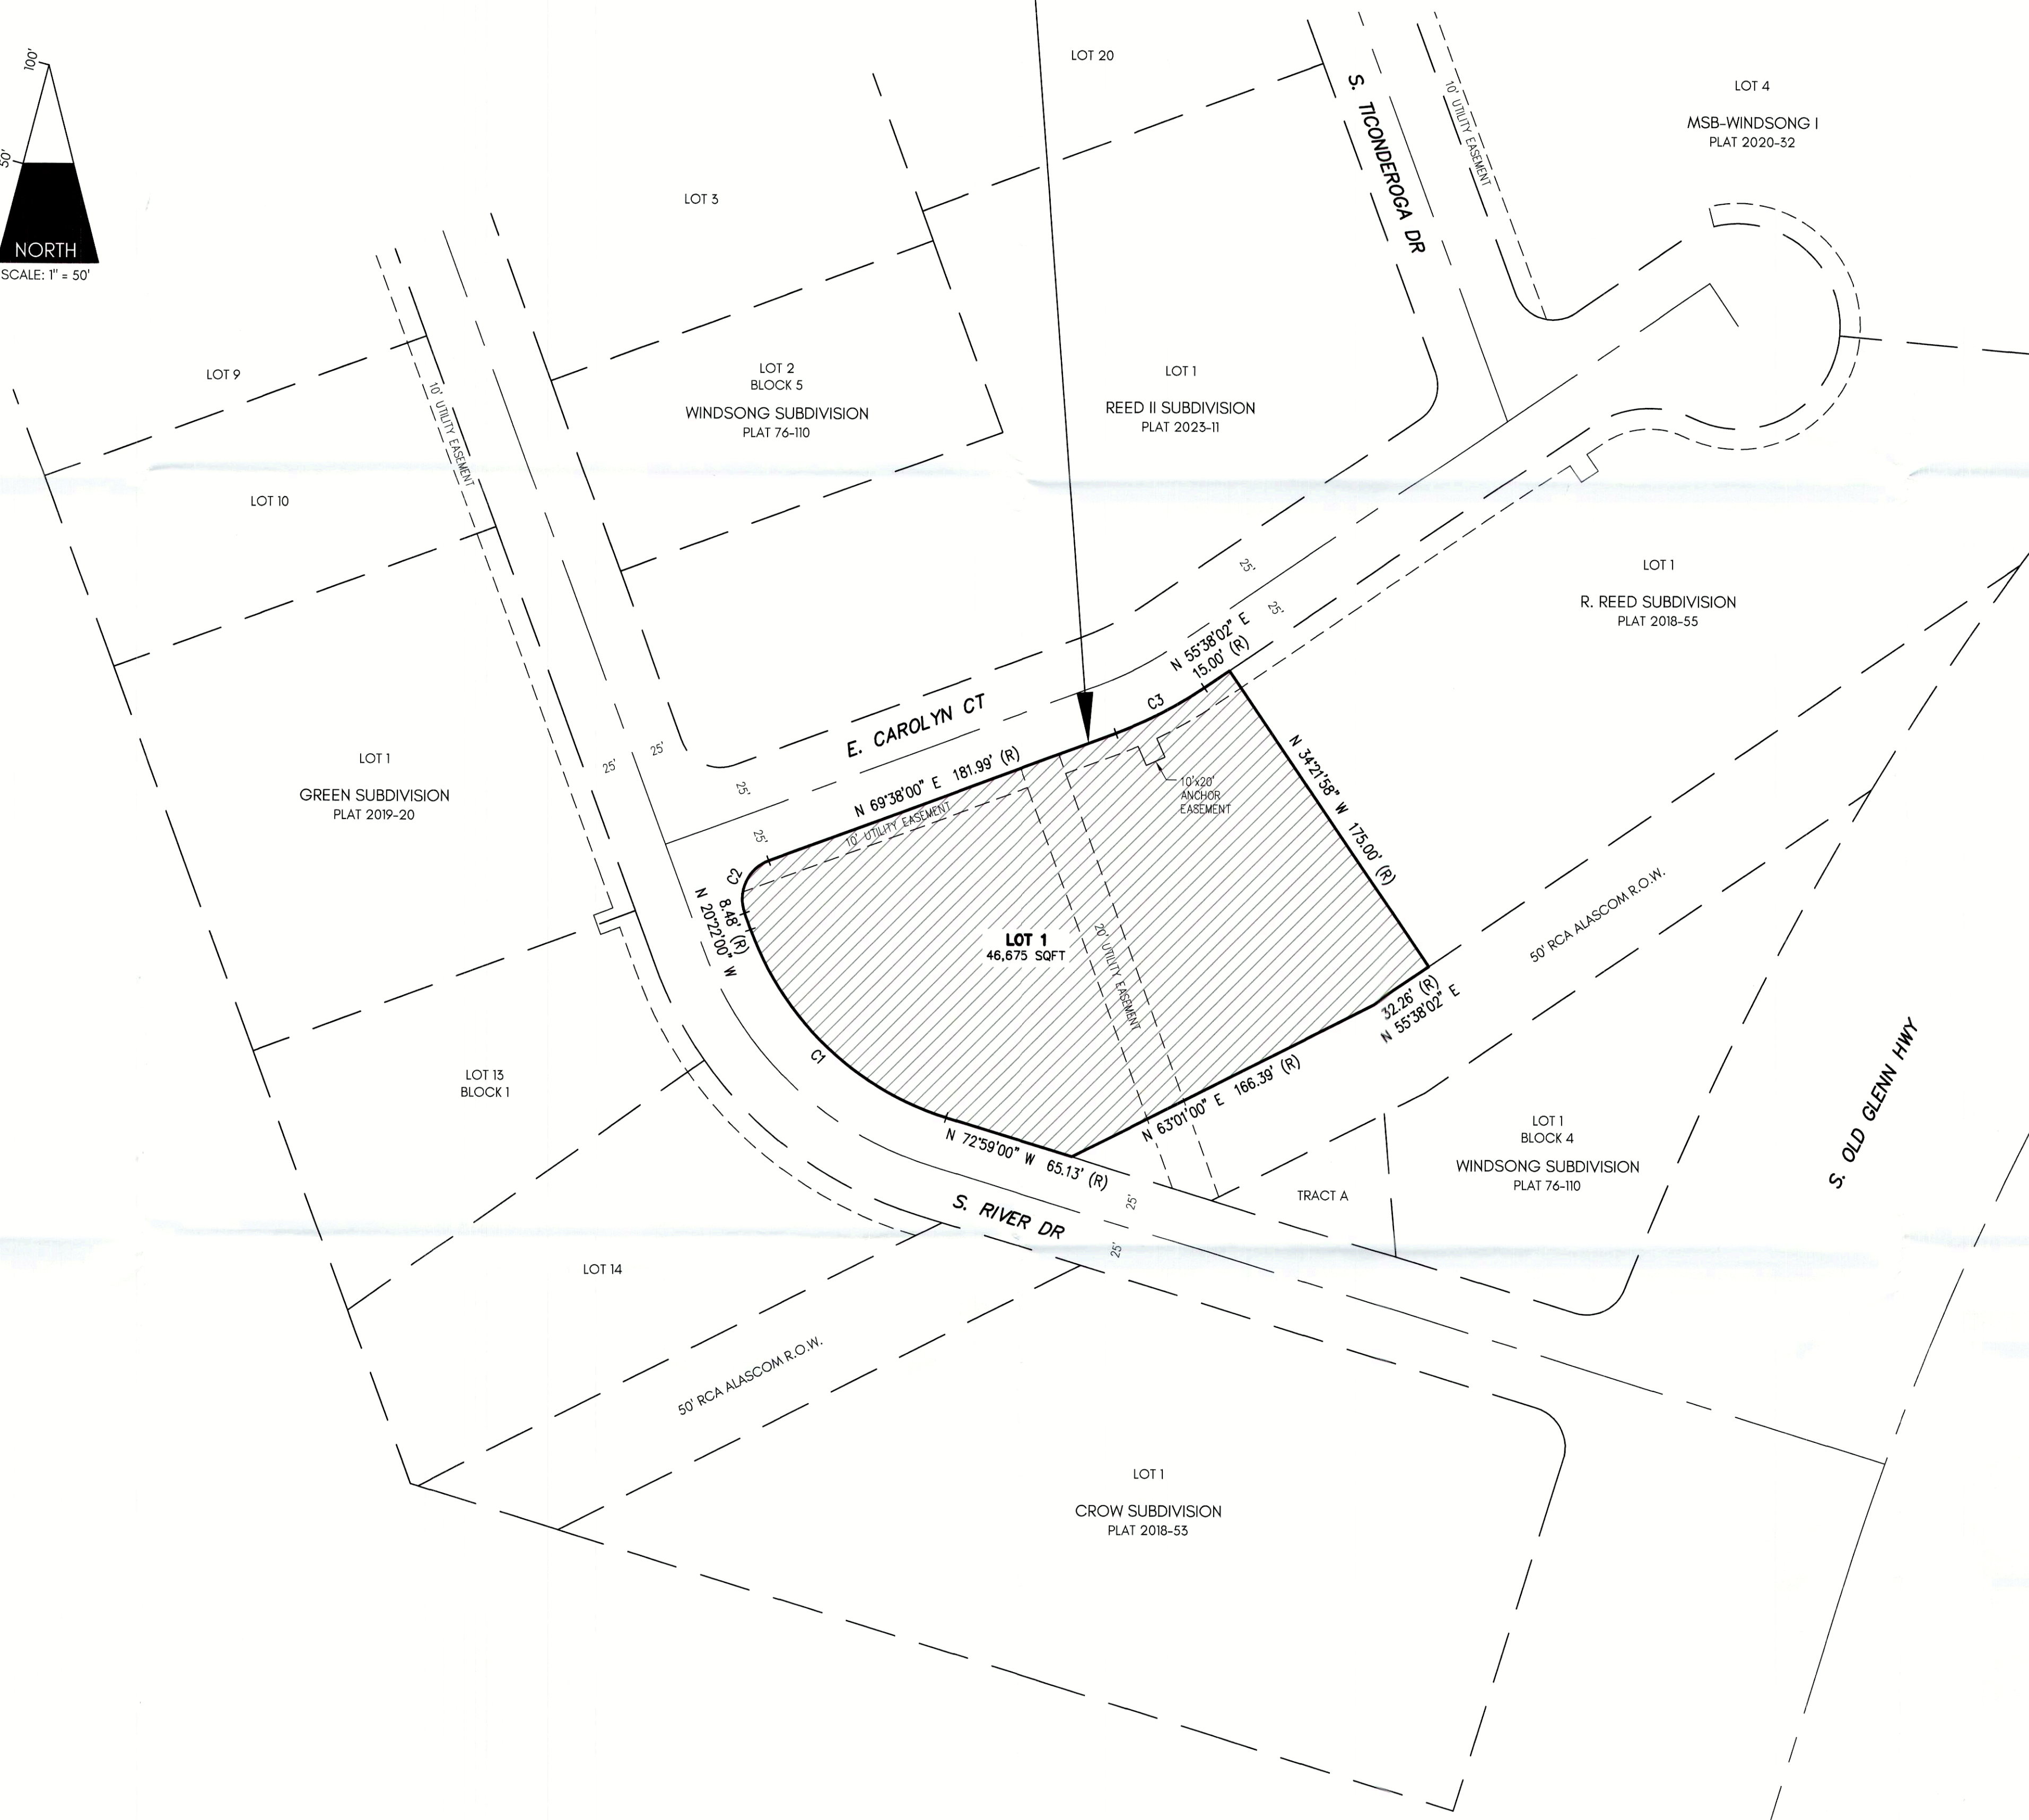 100'
50'
NORTH
SCALE: 1" = 50'
LOT 20
S. TICONDEROGA DR
10' UTILITY EASEMENT
LOT 4
MSB-WINDSONG I
PLAT 2020-32
LOT 3
LOT 9
LOT 2
BLOCK 5
WINDSONG SUBDIVISION
PLAT 76-110
LOT 1
REED II SUBDIVISION
PLAT 2023-11
10' UTILITY EASEMENT
LOT 10
LOT 1
R. REED SUBDIVISION
PLAT 2018-55
25'
25'
N 55°38'02" E
15.00' (R)
C3
E. CAROLYN CT
25'
25'
25'
25'
N 69°38'00" E 181.99' (R)
10' UTILITY EASEMENT
10'x20'
ANCHOR
EASEMENT
N 34°21'58" W 175.00' (R)
LOT 1
GREEN SUBDIVISION
PLAT 2019-20
C2
8.48' (R)
N 20°22'00" W
LOT 1
46,675 SQFT
20' UTILITY EASEMENT
50' RCA ALASCOM R.O.W.
32.26' (R)
N 55°38'02" E
C1
LOT 13
BLOCK 1
N 63°01'00" E 166.39' (R)
N 72°59'00" W 65.13' (R)
S. OLD GLENN HWY
LOT 1
BLOCK 4
WINDSONG SUBDIVISION
PLAT 76-110
TRACT A
25'
25'
S. RIVER DR
LOT 14
50' RCA ALASCOM R.O.W.
LOT 1
CROW SUBDIVISION
PLAT 2018-53